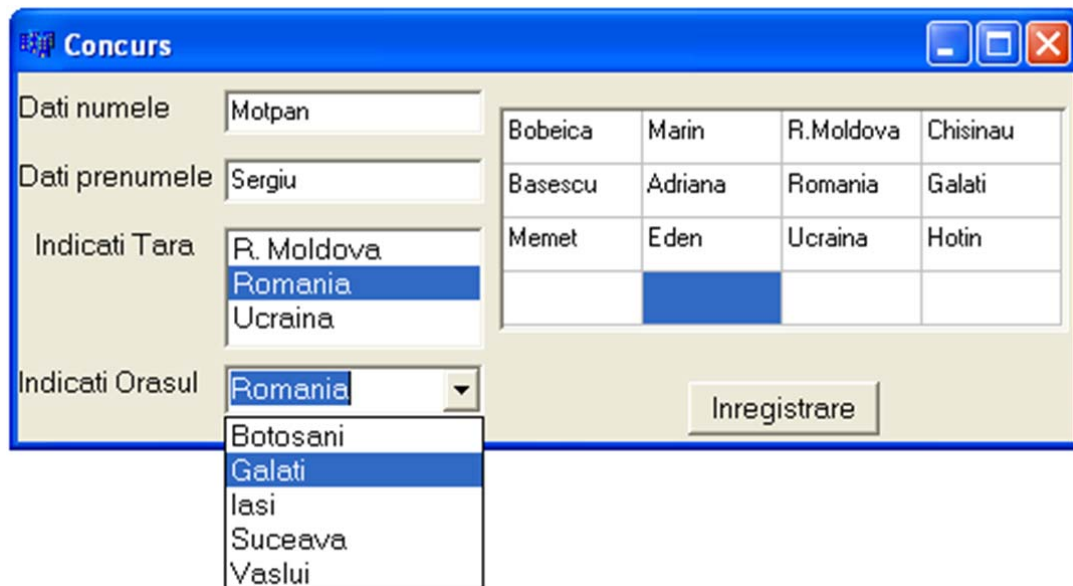 Concurs
Dati numele
Motpan
Dati prenumele
Sergiu
Indicati Tara
R. Moldova
Romania
Ucraina
Indicati Orasul
Romania
Botosani
Galati
Iasi
Suceava
Vaslui
Bobeica Marin R.Moldova Chisinau
Basescu Adriana Romania Galati
Memet Eden Ucraina Hotin
Inregistrare